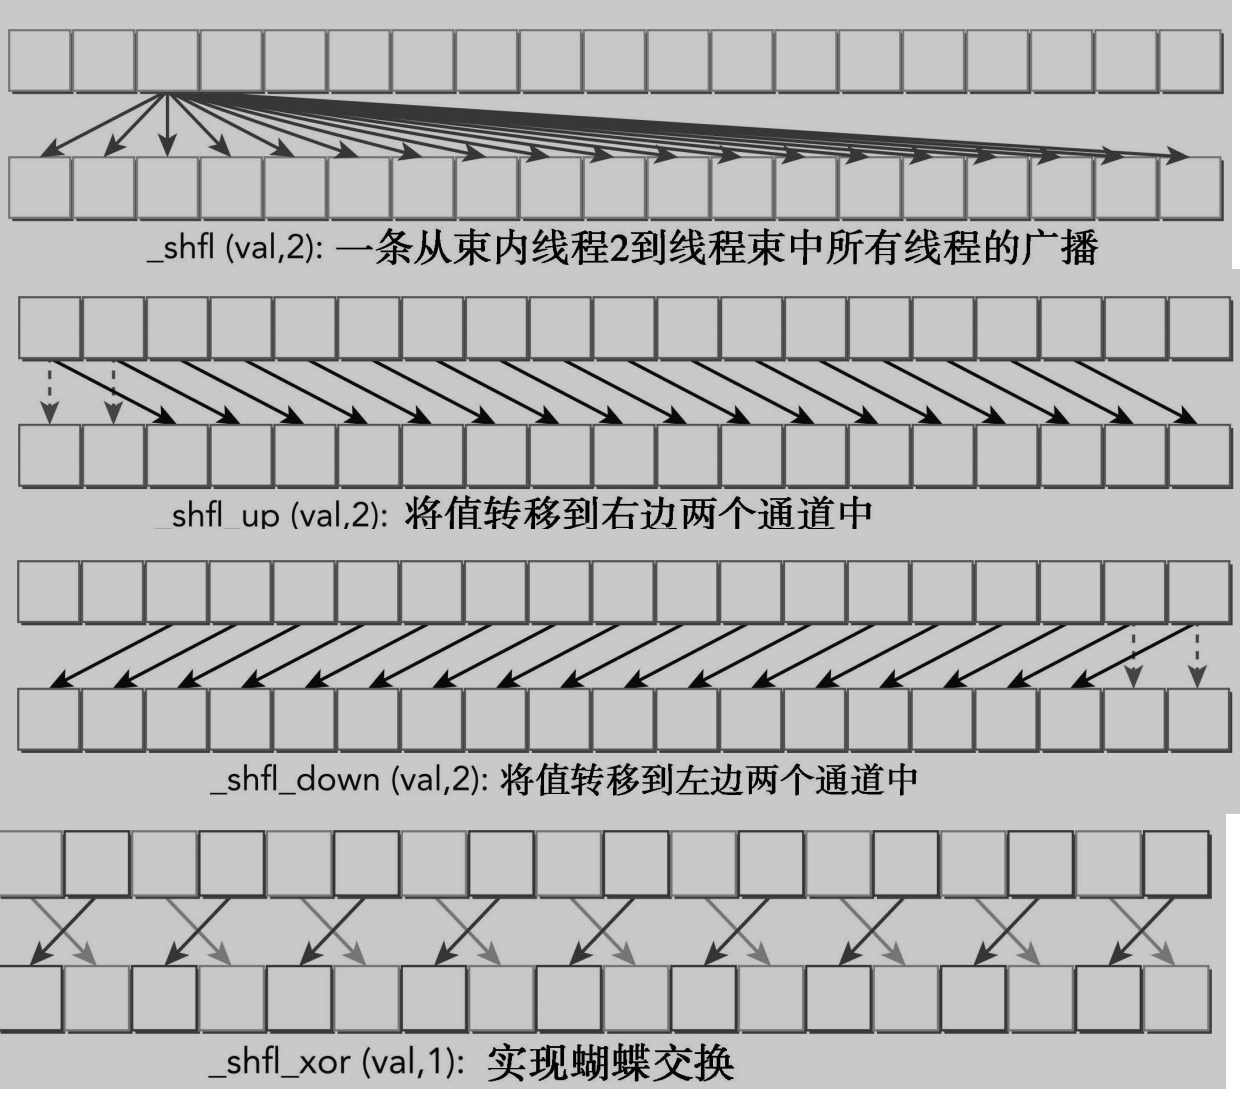 _shfl (val,2): 一条从束内线程2到线程束中所有线程的广播
_shfl_up (val,2): 将值转移到右边两个通道中
_shfl_down (val,2): 将值转移到左边两个通道中
_shfl_xor (val,1): 实现蝴蝶交换